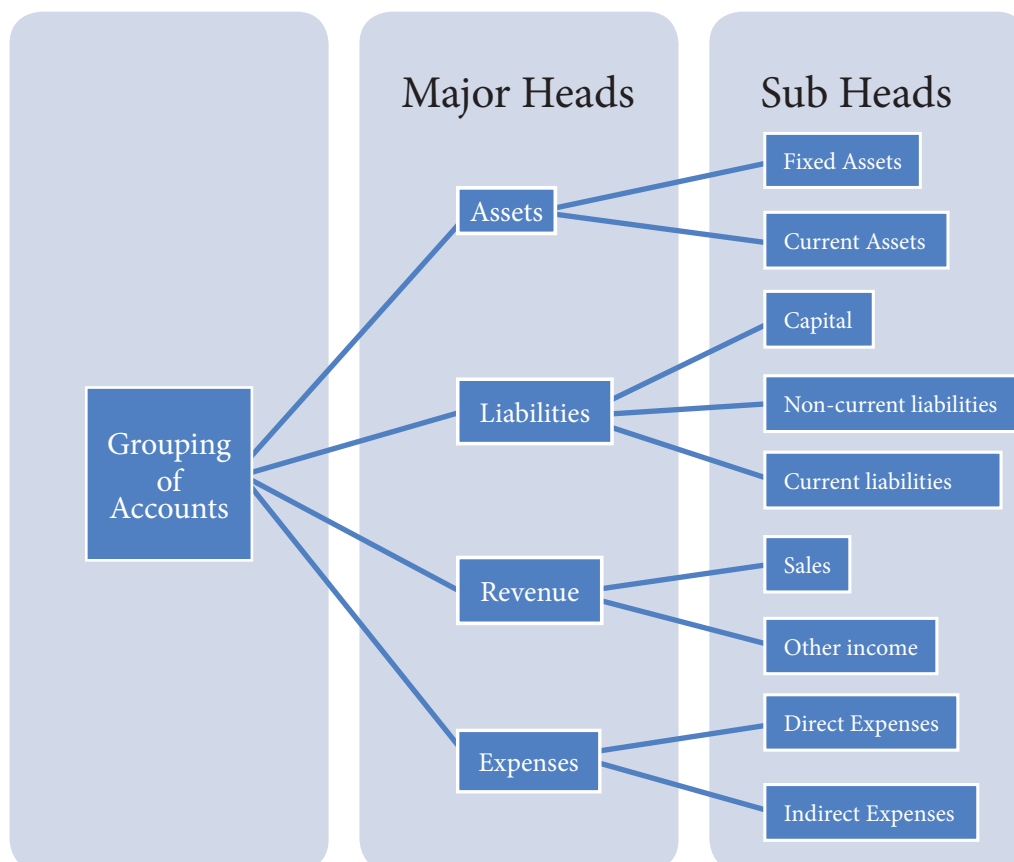 Major Heads
Sub Heads
Fixed Assets
Assets
Current Assets
Capital
Liabilities
Non-current liabilities
Grouping
of
Accounts
Current liabilities
Sales
Revenue
Other income
Direct Expenses
Expenses
Indirect Expenses